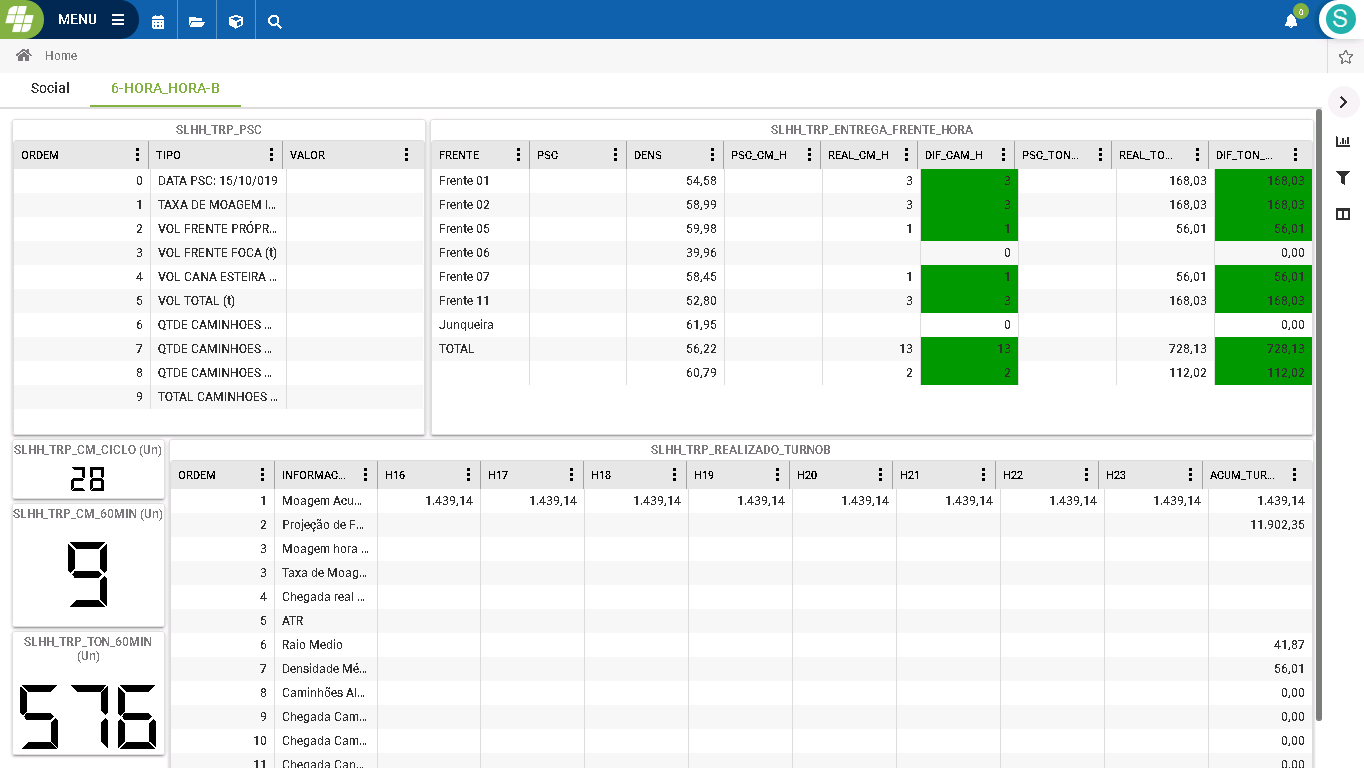 MENU
0
S
Home
Social 6-HORA_HORA-B
SLHH_TRP_PSC
ORDEM TIPO VALOR
0 DATA PSC: 15/10/019
1 TAXA DE MOAGEM I...
2 VOL FRENTE PRÓPR...
3 VOL FRENTE FOCA (t)
4 VOL CANA ESTEIRA ...
5 VOL TOTAL (t)
6 QTDE CAMINHOES ...
7 QTDE CAMINHOES ...
8 QTDE CAMINHOES ...
9 TOTAL CAMINHOES ...
SLHH_TRP_ENTREGA_FRENTE_HORA
FRENTE PSC DENS PSC_CM_H REAL_CM_H DIF_CAM_H PSC_TON... REAL_TO... DIF_TON_...
Frente 01 54,58 3 3 168,03 168,03
Frente 02 58,99 3 3 168,03 168,03
Frente 05 59,98 1 1 56,01 56,01
Frente 06 39,96 0 0,00
Frente 07 58,45 1 1 56,01 56,01
Frente 11 52,80 3 3 168,03 168,03
Junqueira 61,95 0 0,00
TOTAL 56,22 13 13 728,13 728,13
60,79 2 2 112,02 112,02
SLHH_TRP_CM_CICLO (Un)
28
SLHH_TRP_CM_60MIN (Un)
9
SLHH_TRP_TON_60MIN
(Un)
576
SLHH_TRP_REALIZADO_TURNOB
ORDEM INFORMAC... H16 H17 H18 H19 H20 H21 H22 H23 ACUM_TUR...
1 Moagem Acu... 1.439,14 1.439,14 1.439,14 1.439,14 1.439,14 1.439,14 1.439,14 1.439,14 1.439,14
2 Projeção de F... 11.902,35
3 Moagem hora ...
3 Taxa de Moag...
4 Chegada real ...
5 ATR
6 Raio Medio 41,87
7 Densidade Mé... 56,01
8 Caminhões Al... 0,00
9 Chegada Cam... 0,00
10 Chegada Cam... 0,00
11 Chegada Can... 0,00